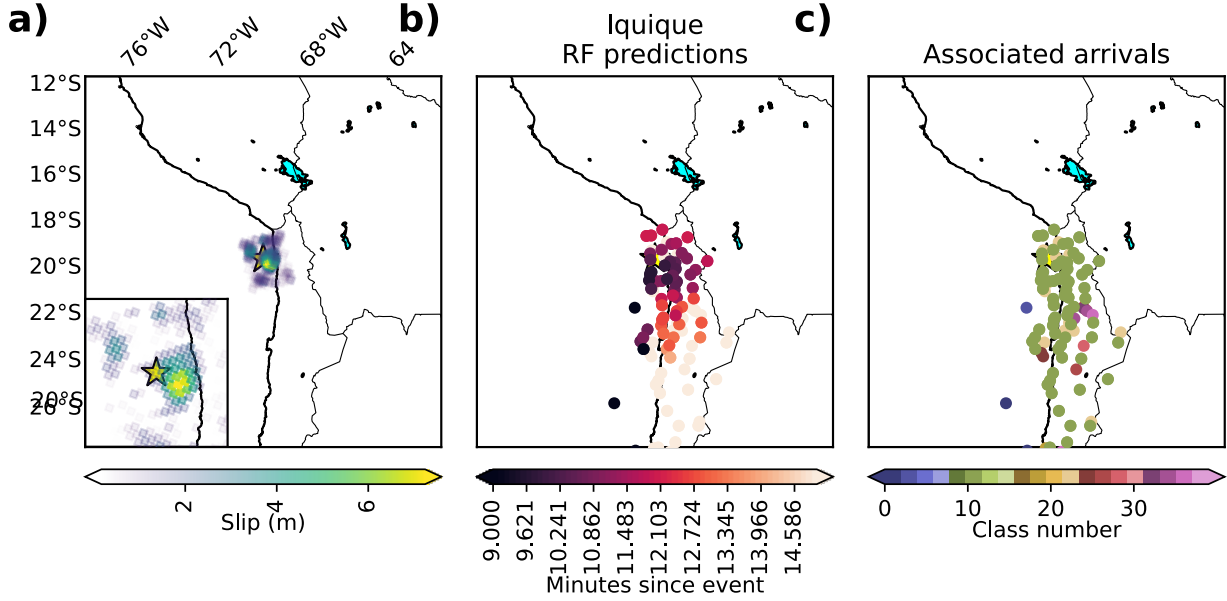 a)
76°W
72°W
68°W
64
12°S
14°S
16°S
18°S
20°S
22°S
24°S
20°S
26°S
2
4
6
Slip (m)
b)
Iquique
RF predictions
9.000
9.621
10.241
10.862
11.483
12.103
12.724
13.345
13.966
14.586
Minutes since event
c)
Associated arrivals
0
10
20
30
Class number